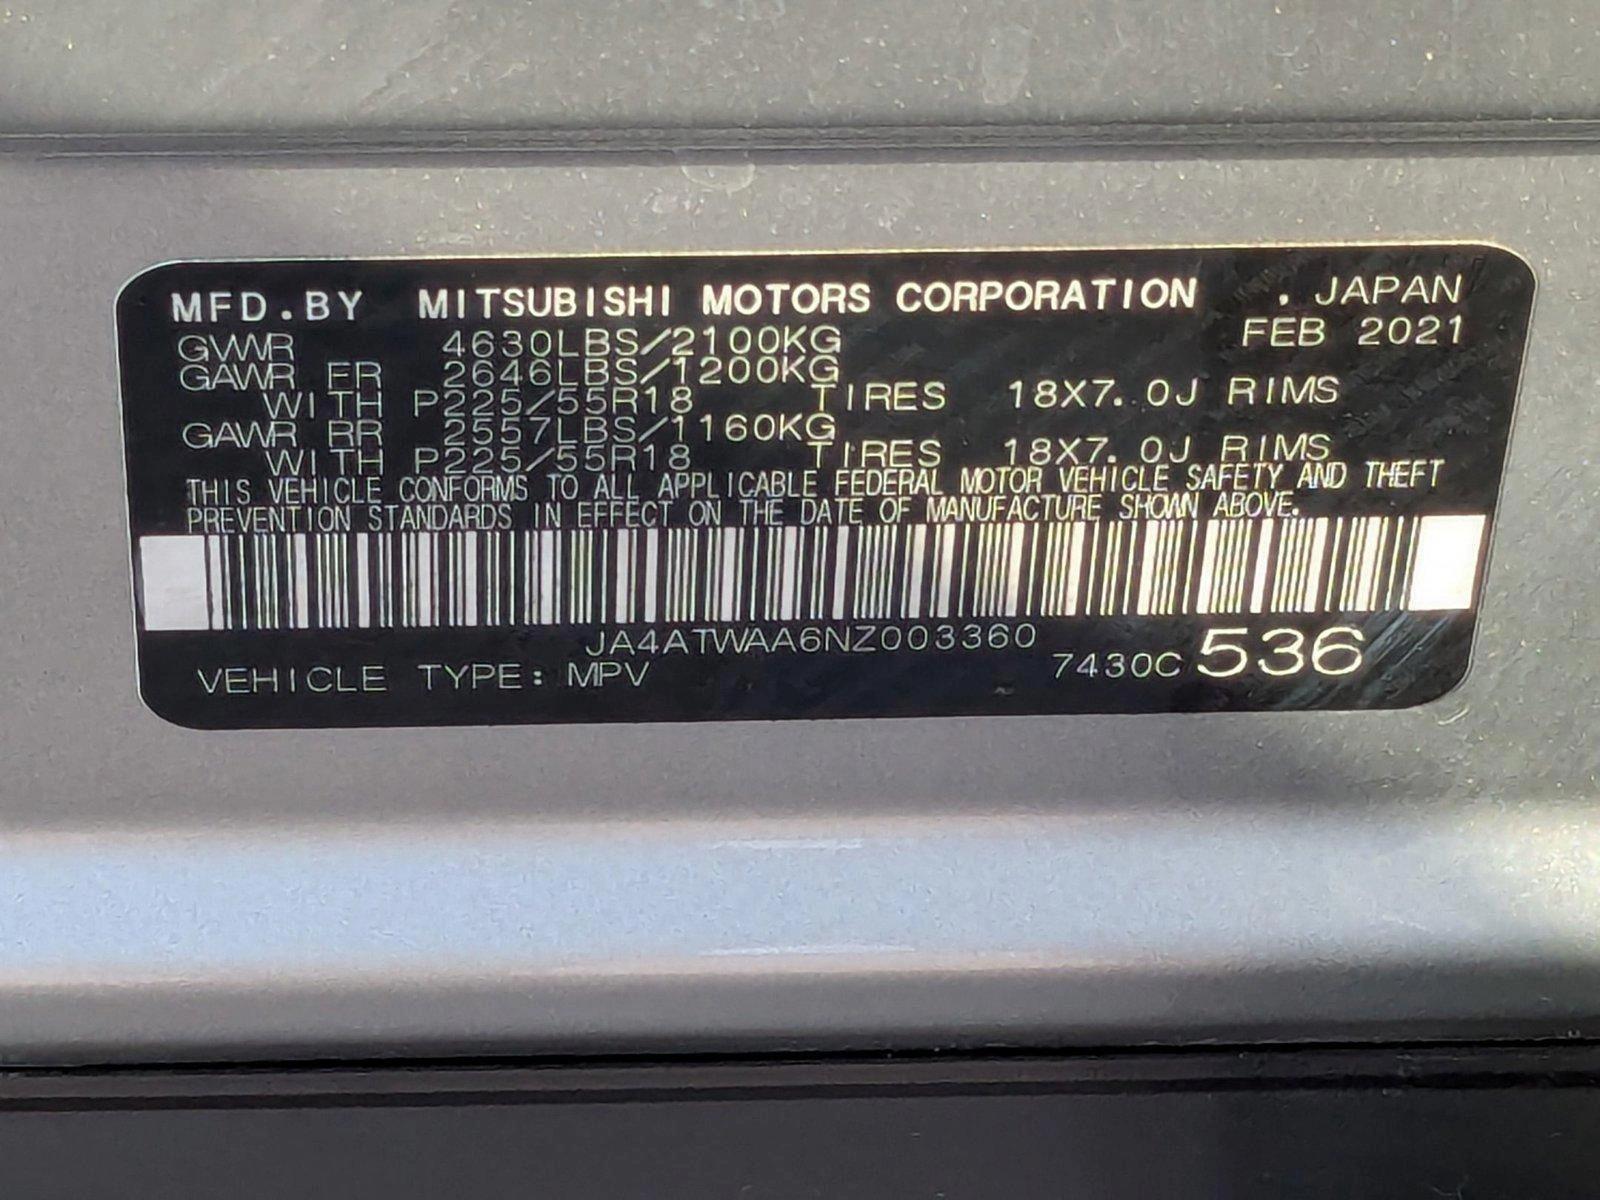 MFD.BY MITSUBISHI MOTORS CORPORATION . JAPAN
GVWR 4630LBS/2100KG FEB 2021
GAWR FR 2646LBS/1200KG
WITH P225/55R18 TIRES 18X7.0J RIMS
GAWR RR 2557LBS/1160KG
WITH P225/55R18 TIRES 18X7.0J RIMS
THIS VEHICLE CONFORMS TO ALL APPLICABLE FEDERAL MOTOR VEHICLE SAFETY AND THEFT
PREVENTION STANDARDS IN EFFECT ON THE DATE OF MANUFACTURE SHOWN ABOVE.
JA4ATWAA6NZ003360
VEHICLE TYPE: MPV 7430C 536